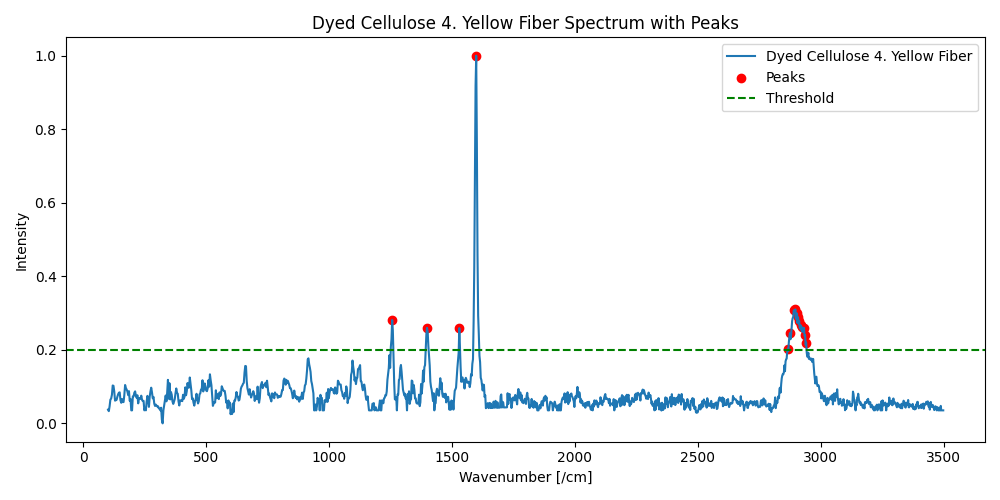 Dyed Cellulose 4. Yellow Fiber Spectrum with Peaks
Dyed Cellulose 4. Yellow Fiber
Peaks
Threshold
Intensity
1.0
0.8
0.6
0.4
0.2
0.0
0 500 1000 1500 2000 2500 3000 3500
Wavenumber [/cm]